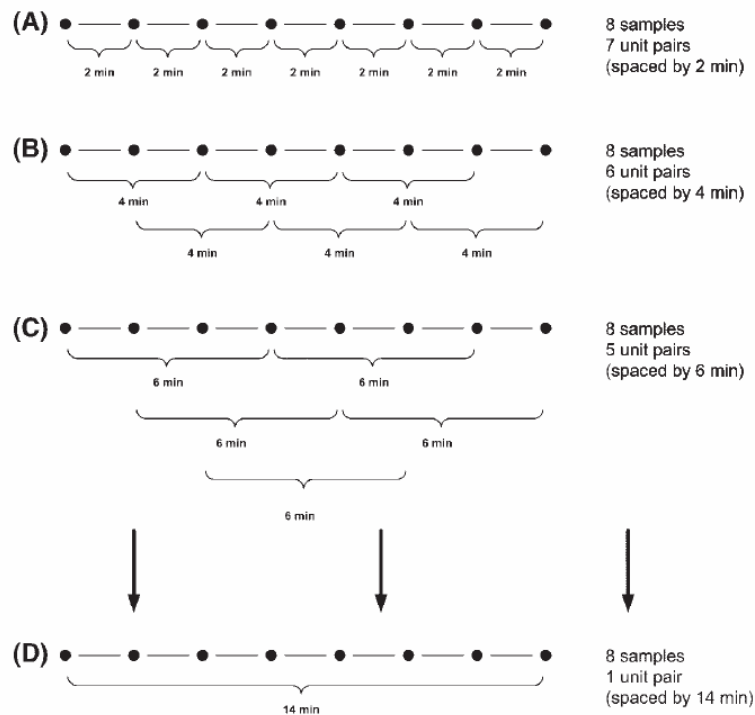 (A)
8 samples
7 unit pairs
(spaced by 2 min)
2 min 2 min 2 min 2 min 2 min 2 min 2 min
(B)
8 samples
6 unit pairs
(spaced by 4 min)
4 min 4 min 4 min
4 min 4 min 4 min
(C)
8 samples
5 unit pairs
(spaced by 6 min)
6 min 6 min
6 min 6 min
6 min
(D)
8 samples
1 unit pair
(spaced by 14 min)
14 min